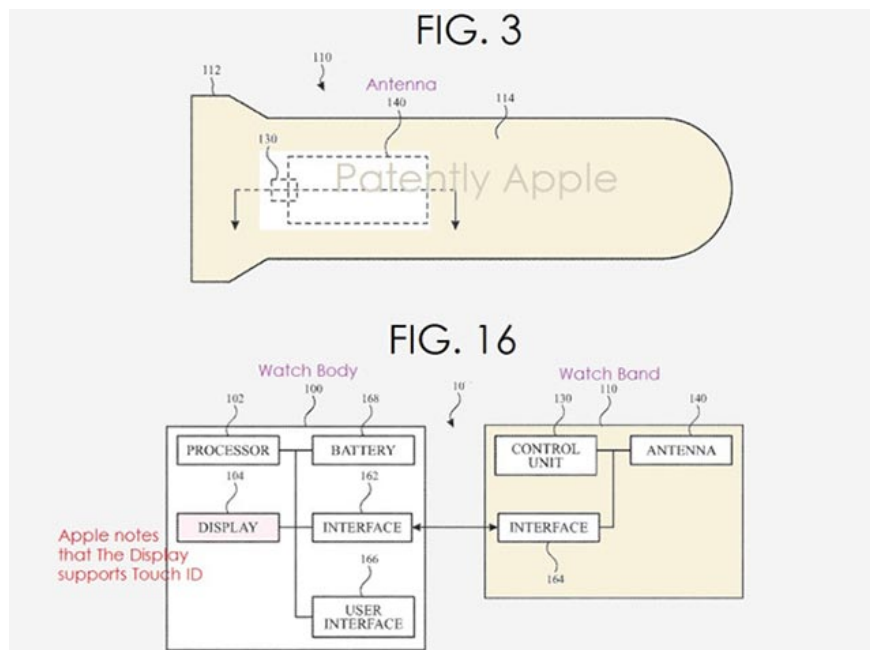 FIG. 3
110
112
Antenna
140
114
130
Patently Apple
FIG. 16
Watch Body
Watch Band
10
102
100
168
130
110
140
PROCESSOR
BATTERY
CONTROL
UNIT
ANTENNA
104
162
DISPLAY
INTERFACE
INTERFACE
Apple notes
that The Display
supports Touch ID
166
164
USER
INTERFACE